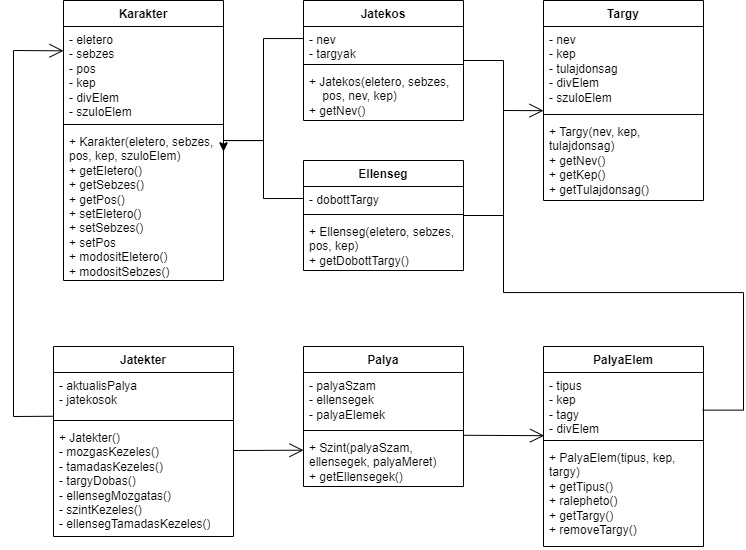 Karakter
- eletero
- sebzes
- pos
- kep
- divElem
- szuloElem
+ Karakter(eletero, sebzes,
pos, kep, szuloElem)
+ getEletero()
+ getSebzes()
+ getPos()
+ setEletero()
+ setSebzes()
+ setPos
+ modositEletero()
+ modositSebzes()
Jatekos
- nev
- targyak
+ Jatekos(eletero, sebzes,
pos, nev, kep)
+ getNev()
Targy
- nev
- kep
- tulajdonsag
- divElem
- szuloElem
+ Targy(nev, kep,
tulajdonsag)
+ getNev()
+ getKep()
+ getTulajdonsag()
Ellenseg
- dobottTargy
+ Ellenseg(eletero, sebzes,
pos, kep)
+ getDobottTargy()
Jatekter
- aktualisPalya
- jatekosok
+ Jatekter()
- mozgasKezeles()
- tamadasKezeles()
- targyDobas()
- ellensegMozgatas()
- szintKezeles()
- ellensegTamadasKezeles()
Palya
- palyaSzam
- ellensegek
- palyaElemek
+ Szint(palyaSzam,
ellensegek, palyaMeret)
+ getEllensegek()
PalyaElem
- tipus
- kep
- tagy
- divElem
+ PalyaElem(tipus, kep,
targy)
+ getTipus()
+ ralepheto()
+ getTargy()
+ removeTargy()